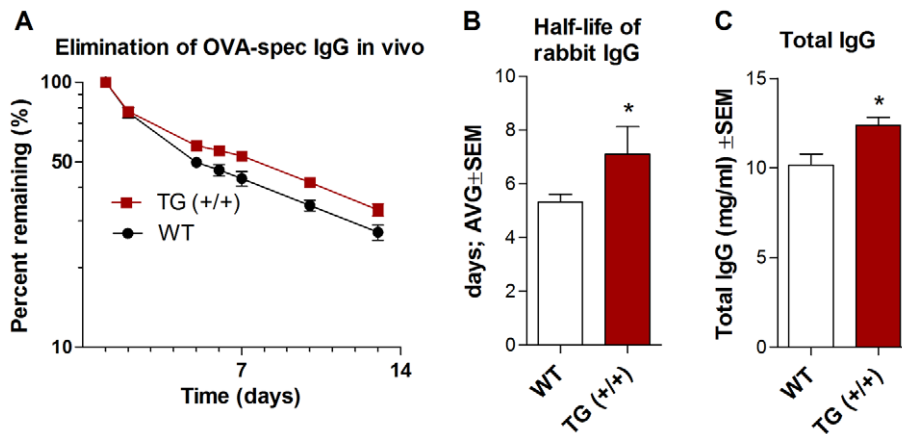 A
Elimination of OVA-spec IgG in vivo
Percent remaining (%)
100
50
10
TG (+/+)
WT
7
14
Time (days)
B
Half-life of
rabbit IgG
days; AVG±SEM
8
6
4
2
0
*
WT
TG (+/+)
C
Total IgG
Total IgG (mg/ml) ±SEM
15
10
5
0
*
WT
TG (+/+)